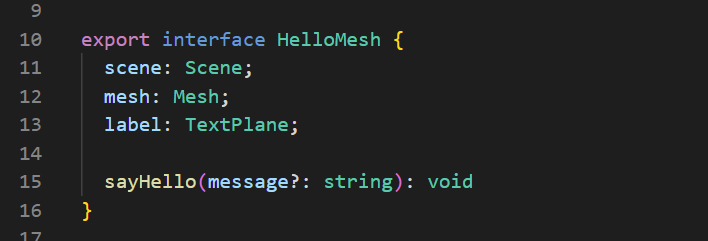 9
10 export interface HelloMesh {
11 scene: Scene;
12 mesh: Mesh;
13 label: TextPlane;
14
15 sayHello(message?: string): void
16 }
17